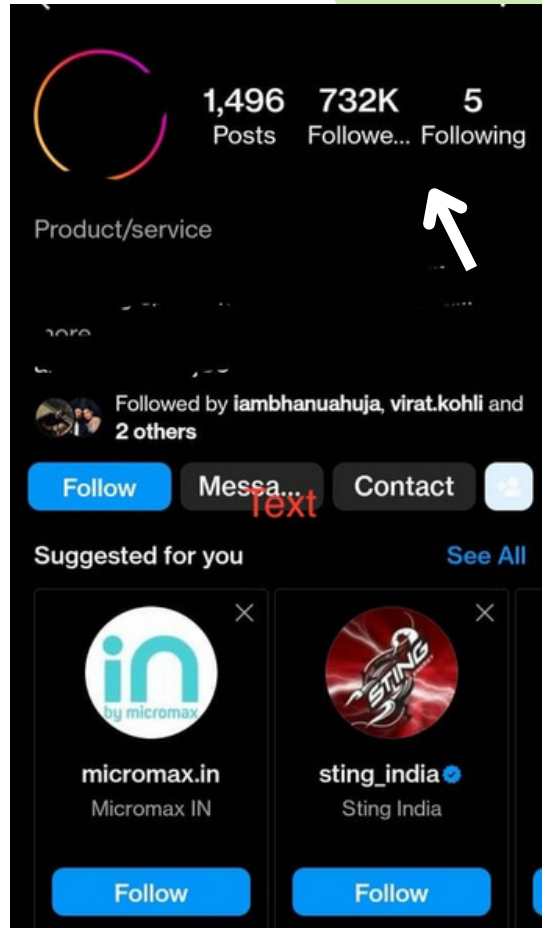 1,496 732K 5
Posts Followe... Following
Product/service
Followed by iambhanuahuja, virat.kohli and
2 others
Follow Messa... Contact
Text
Suggested for you See All
in
by micromax
STING
micromax.in sting_india
Micromax IN Sting India
Follow Follow